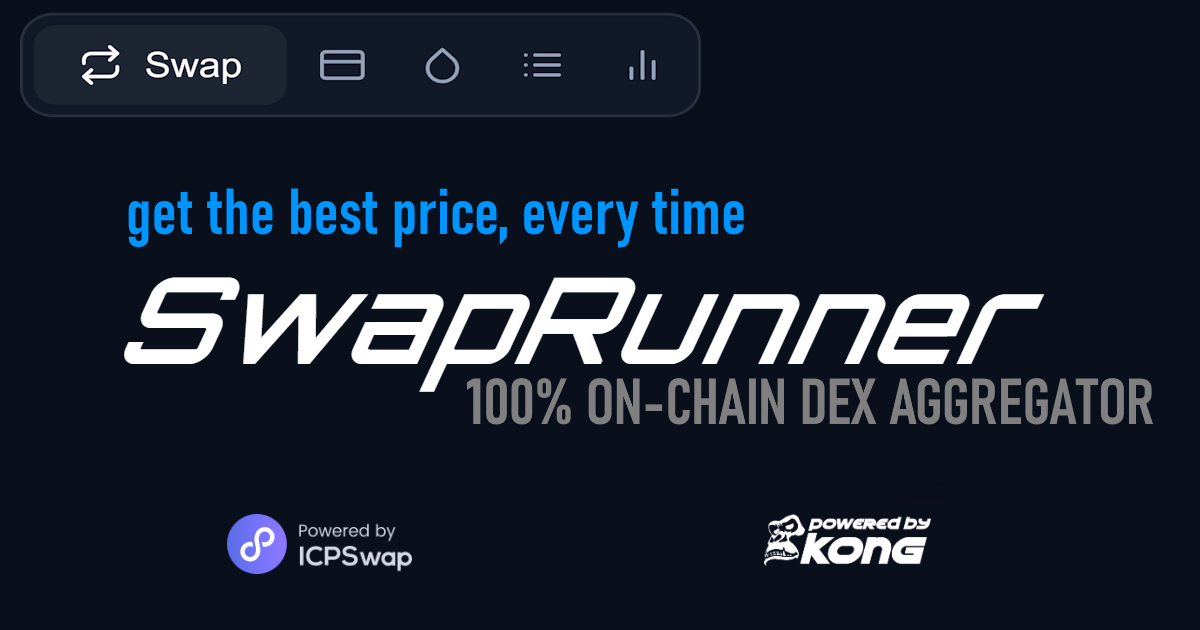 Swap
get the best price, every time
SwapRunner
100% ON-CHAIN DEX AGGREGATOR
Powered by
ICPSwap
powered by
kong